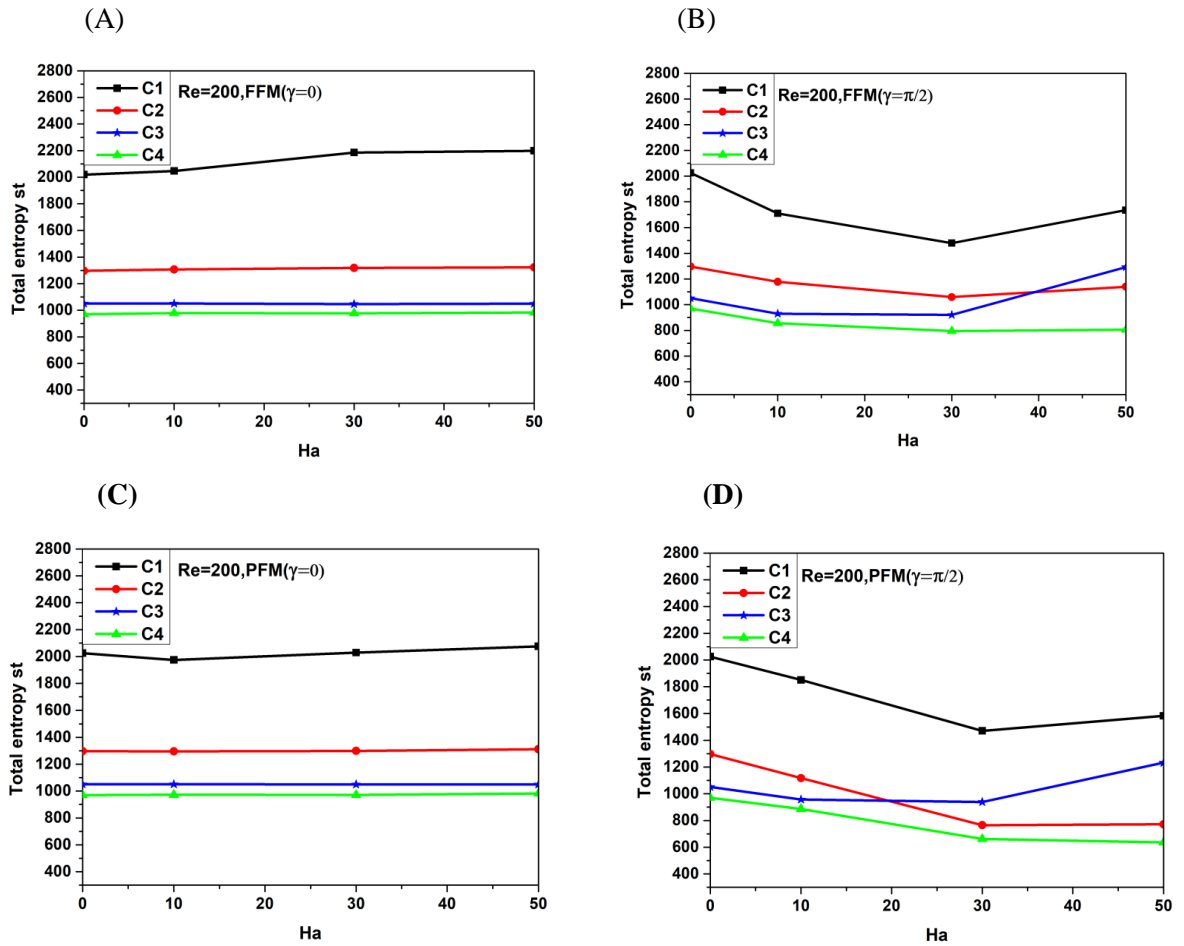 (A)
2800
2600
2400
2200
2000
1800
1600
1400
1200
1000
800
600
400
Total entropy st
C1
C2
C3
C4
Re=200,FFM(γ=0)
0 10 20 30 40 50
Ha
(B)
2800
2600
2400
2200
2000
1800
1600
1400
1200
1000
800
600
400
Total entropy st
C1
C2
C3
C4
Re=200,FFM(γ=π/2)
0 10 20 30 40 50
Ha
(C)
2800
2600
2400
2200
2000
1800
1600
1400
1200
1000
800
600
400
Total entropy st
C1
C2
C3
C4
Re=200,PFM(γ=0)
0 10 20 30 40 50
Ha
(D)
2800
2600
2400
2200
2000
1800
1600
1400
1200
1000
800
600
400
Total entropy st
C1
C2
C3
C4
Re=200,PFM(γ=π/2)
0 10 20 30 40 50
Ha